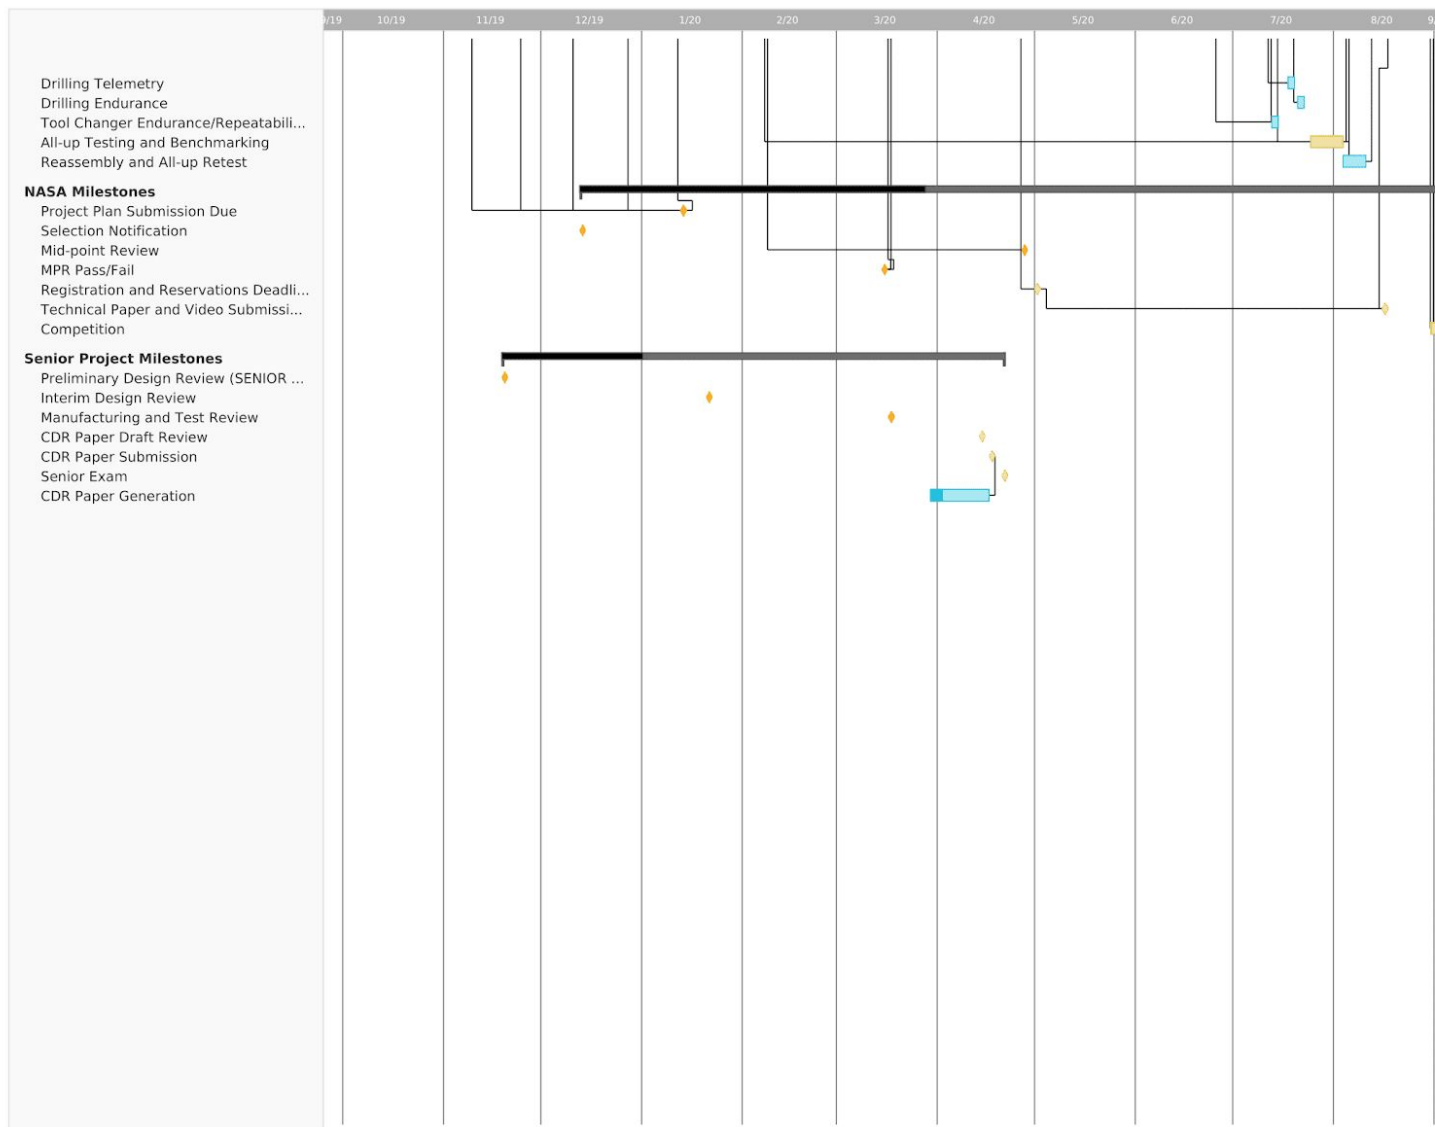 9/19 10/19 11/19 12/19 1/20 2/20 3/20 4/20 5/20 6/20 7/20 8/20 9/
Drilling Telemetry
Drilling Endurance
Tool Changer Endurance/Repeatabili...
All-up Testing and Benchmarking
Reassembly and All-up Retest
NASA Milestones
Project Plan Submission Due
Selection Notification
Mid-point Review
MPR Pass/Fail
Registration and Reservations Deadli...
Technical Paper and Video Submissi...
Competition
Senior Project Milestones
Preliminary Design Review (SENIOR ...
Interim Design Review
Manufacturing and Test Review
CDR Paper Draft Review
CDR Paper Submission
Senior Exam
CDR Paper Generation